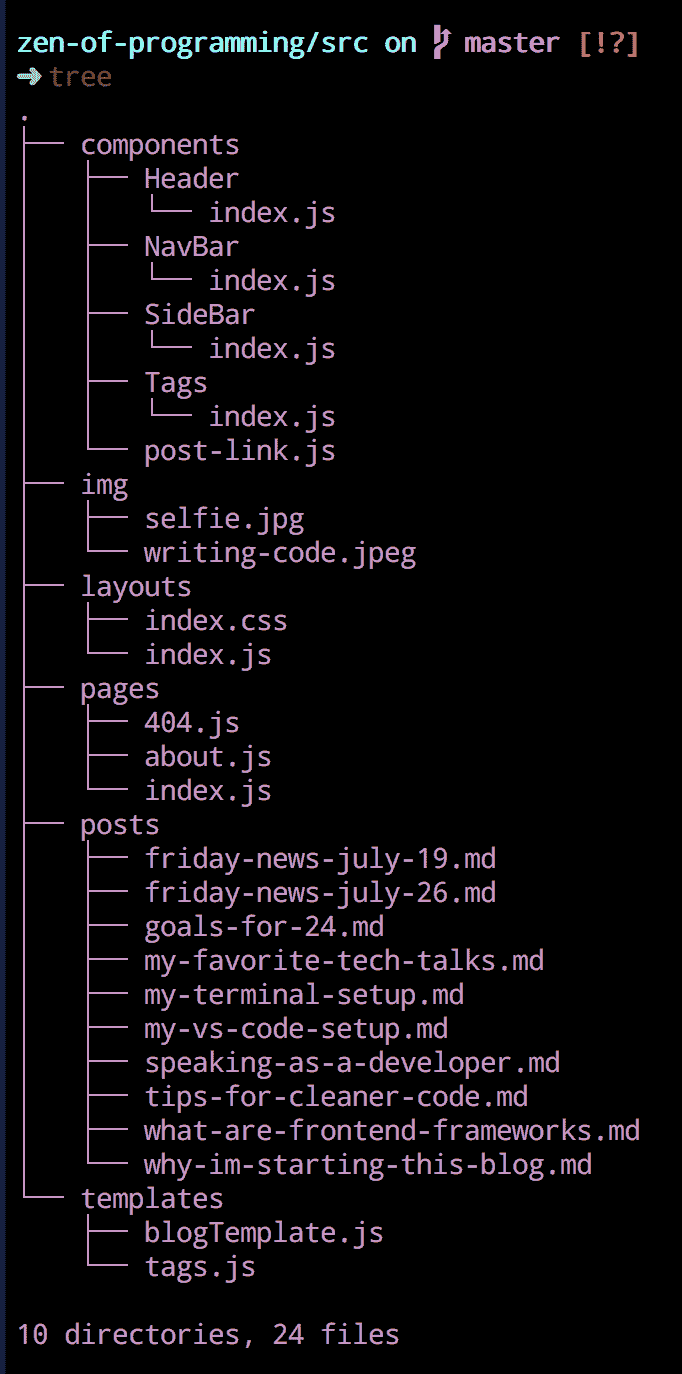 zen-of-programming/src on master [!?]
➜ tree
.
├── components
│   ├── Header
│   │   └── index.js
│   ├── NavBar
│   │   └── index.js
│   ├── SideBar
│   │   └── index.js
│   ├── Tags
│   │   └── index.js
│   └── post-link.js
├── img
│   ├── selfie.jpg
│   └── writing-code.jpeg
├── layouts
│   ├── index.css
│   └── index.js
├── pages
│   ├── 404.js
│   ├── about.js
│   └── index.js
├── posts
│   ├── friday-news-july-19.md
│   ├── friday-news-july-26.md
│   ├── goals-for-24.md
│   ├── my-favorite-tech-talks.md
│   ├── my-terminal-setup.md
│   ├── my-vs-code-setup.md
│   ├── speaking-as-a-developer.md
│   ├── tips-for-cleaner-code.md
│   ├── what-are-frontend-frameworks.md
│   └── why-im-starting-this-blog.md
└── templates
    ├── blogTemplate.js
    └── tags.js

10 directories, 24 files